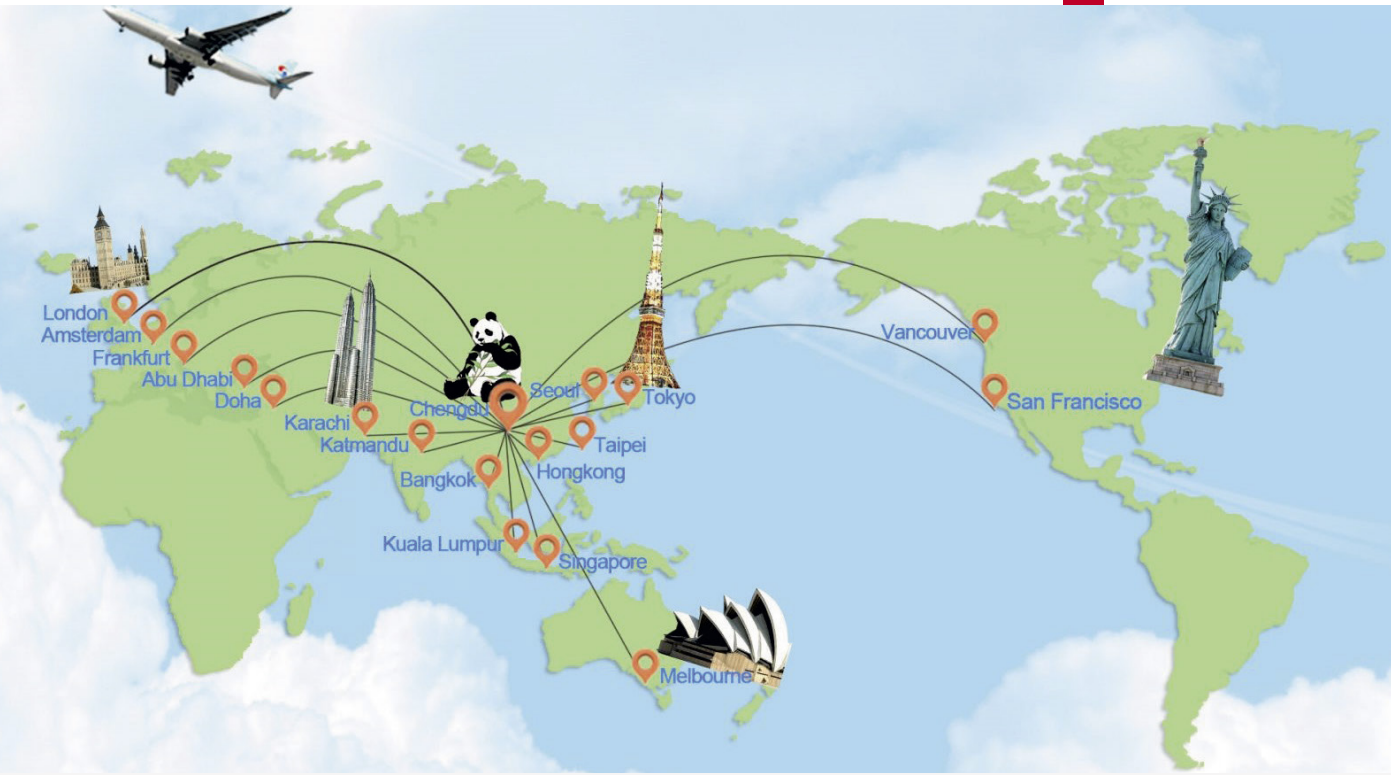 London
Amsterdam
Frankfurt
Abu Dhabi
Doha
Karachi
Katmandu
Chengdu
Seoul
Tokyo
Taipei
Hongkong
Bangkok
Kuala Lumpur
Singapore
Melbourne
Vancouver
San Francisco